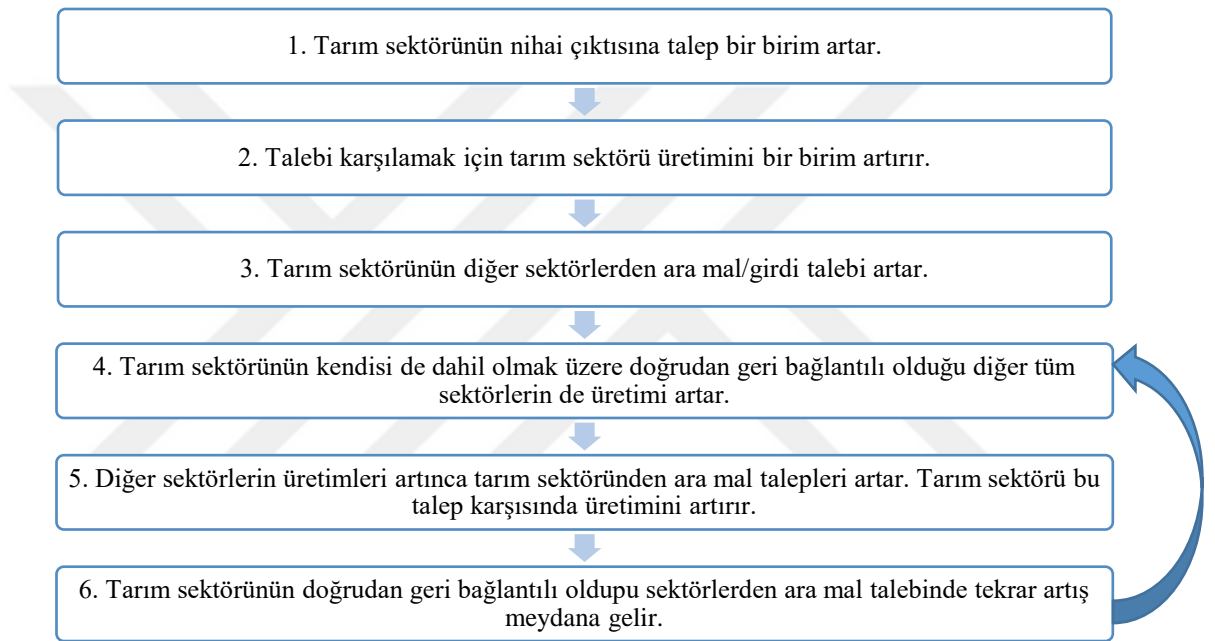 1. Tarım sektörünün nihai çıktısına talep bir birim artar.
2. Talebi karşılamak için tarım sektörü üretimini bir birim artırır.
3. Tarım sektörünün diğer sektörlerden ara mal/girdi talebi artar.
4. Tarım sektörünün kendisi de dahil olmak üzere doğrudan geri bağlantılı olduğu diğer tüm
sektörlerin de üretimi artar.
5. Diğer sektörlerin üretimleri artınca tarım sektöründen ara mal talepleri artar. Tarım sektörü bu
talep karşısında üretimini artırır.
6. Tarım sektörünün doğrudan geri bağlantılı oldupu sektörlerden ara mal talebinde tekrar artış
meydana gelir.